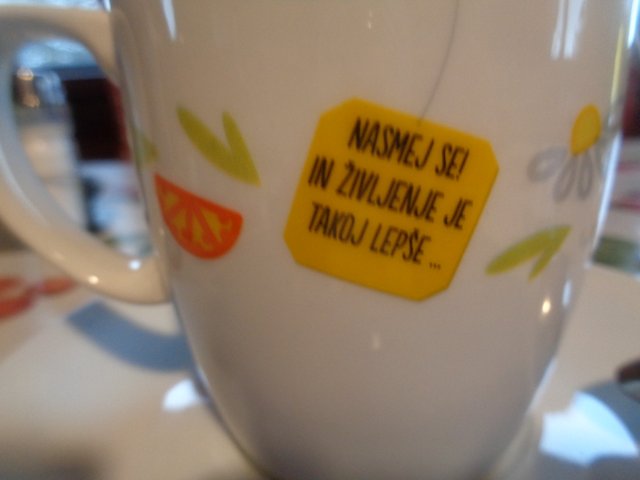 NASMEJ SE!
IN ŽIVLJENJE JE
TAKOJ LEPŠE...